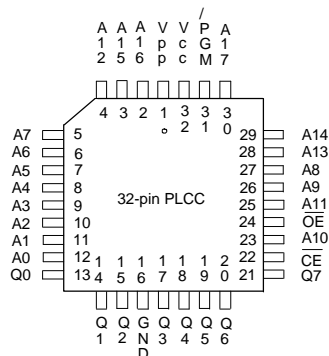 A12 A15 A16 Vpp Vcc /PGM A17
4 3 2 1 32 31 30
A7 5 29 A14
A6 6 28 A13
A5 7 27 A8
A4 8 26 A9
A3 9 32-pin PLCC 25 A11
A2 10 24 OE
A1 11 23 A10
A0 12 22 CE
Q0 13 21 Q7
14 15 16 17 18 19 20
Q1 Q2 GND Q3 Q4 Q5 Q6